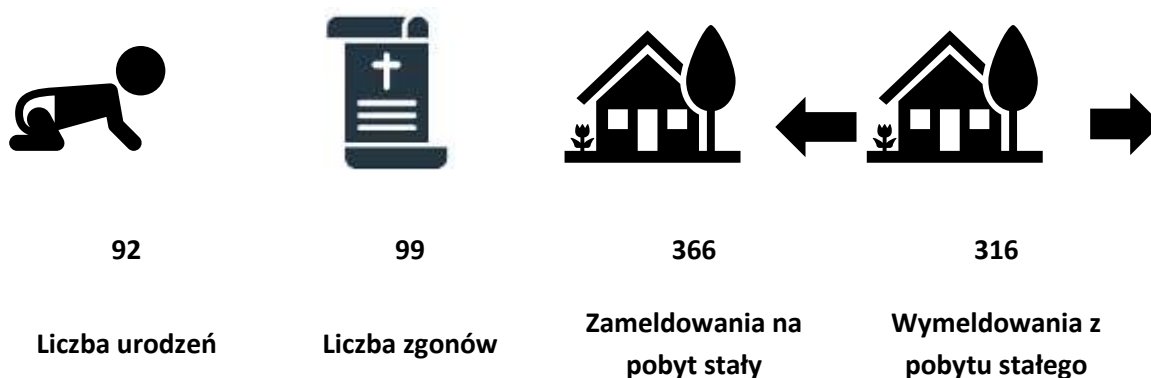 92
99
366
316
Liczba urodzeń
Liczba zgonów
Zameldowania na
pobyt stały
Wymeldowania z
pobytu stałego